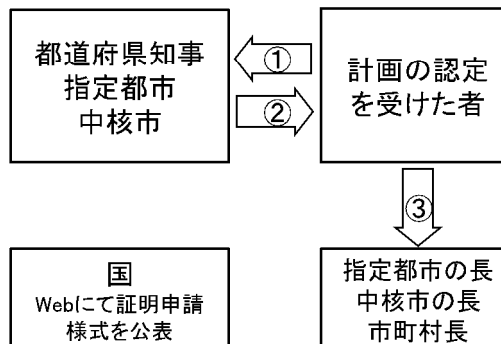 都道府県知事
指定都市
中核市
①
②
計画の認定
を受けた者
③
国
Webにて証明申請
様式を公表
指定都市の長
中核市の長
市町村長